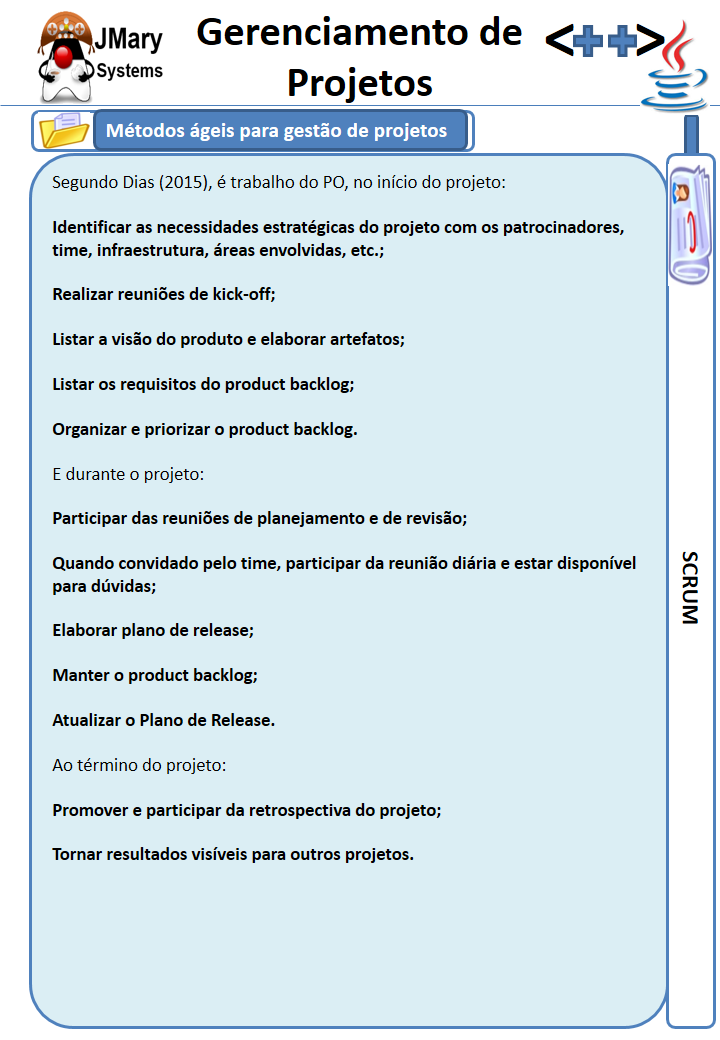 JMary
Systems
Gerenciamento de
Projetos
<++>
Métodos ágeis para gestão de projetos
Segundo Dias (2015), é trabalho do PO, no início do projeto:
Identificar as necessidades estratégicas do projeto com os patrocinadores,
time, infraestrutura, áreas envolvidas, etc.;
Realizar reuniões de kick-off;
Listar a visão do produto e elaborar artefatos;
Listar os requisitos do product backlog;
Organizar e priorizar o product backlog.
E durante o projeto:
Participar das reuniões de planejamento e de revisão;
Quando convidado pelo time, participar da reunião diária e estar disponível
para dúvidas;
Elaborar plano de release;
Manter o product backlog;
Atualizar o Plano de Release.
Ao término do projeto:
Promover e participar da retrospectiva do projeto;
Tornar resultados visíveis para outros projetos.
SCRUM